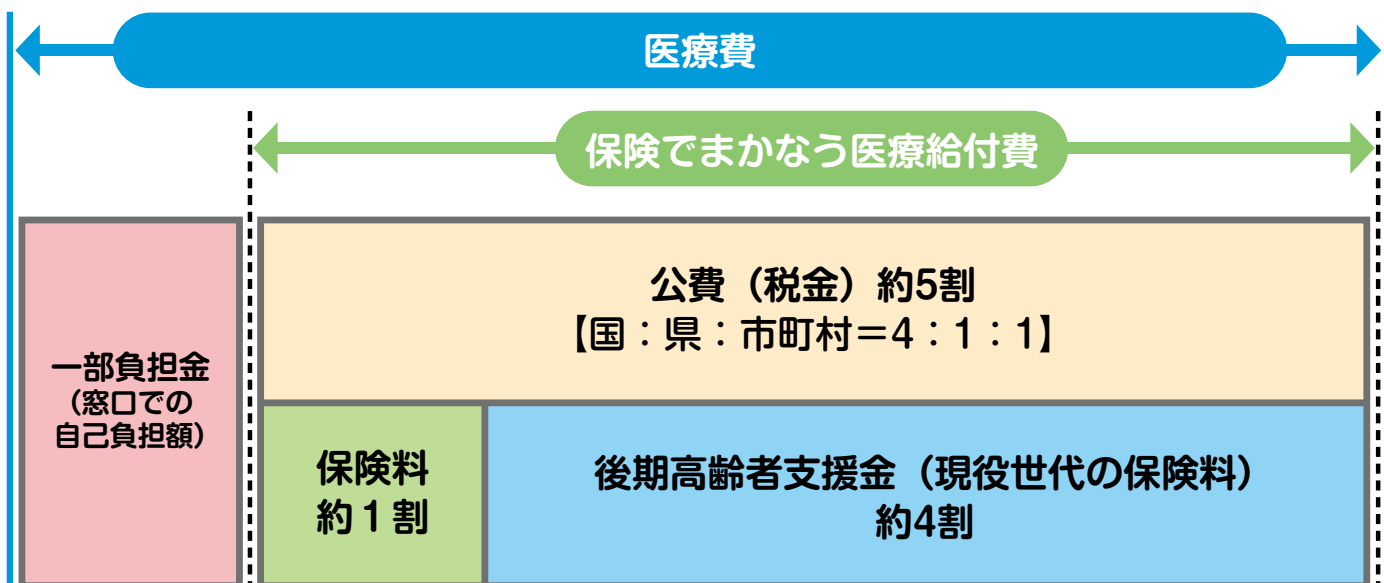 医療費
保険でまかなう医療給付費
一部負担金
（窓口での
自己負担額）
公費（税金）約5割
【国：県：市町村＝4：1：1】
保険料
約１割
後期高齢者支援金（現役世代の保険料）
約4割